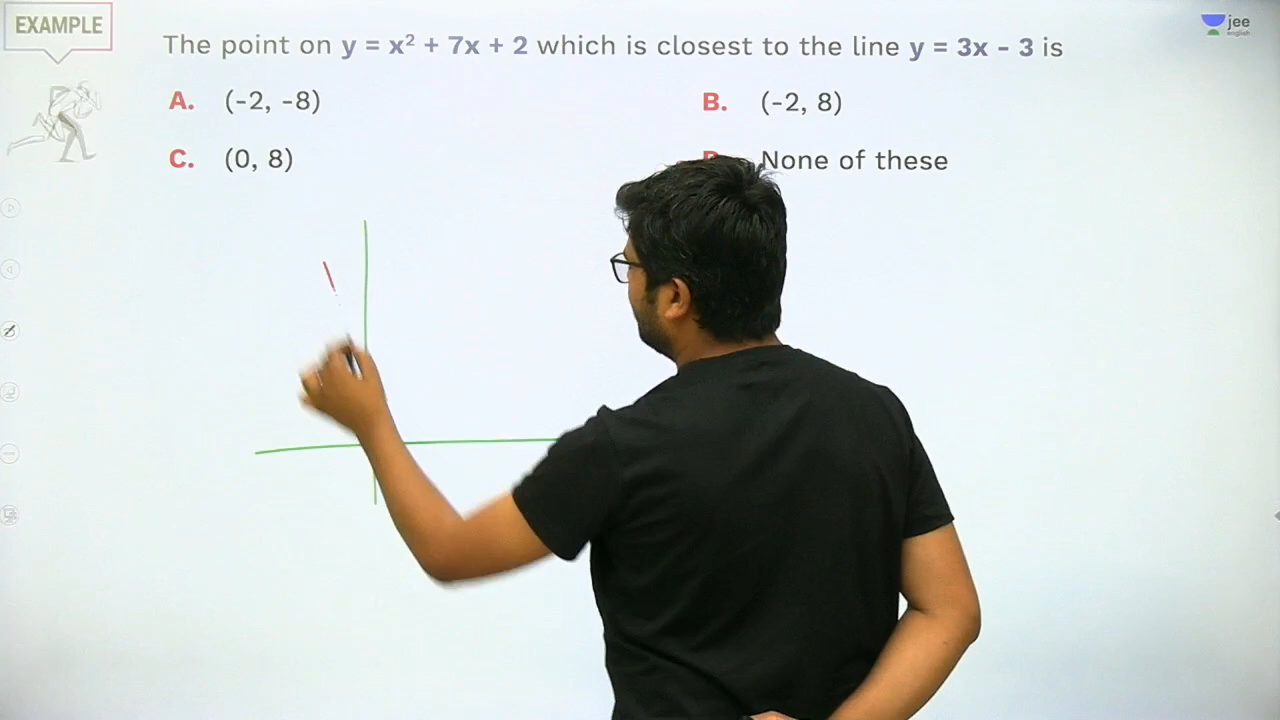 EXAMPLE
The point on y = x² + 7x + 2 which is closest to the line y = 3x - 3 is
A. (-2, -8)
B. (-2, 8)
C. (0, 8)
None of these
jee
english